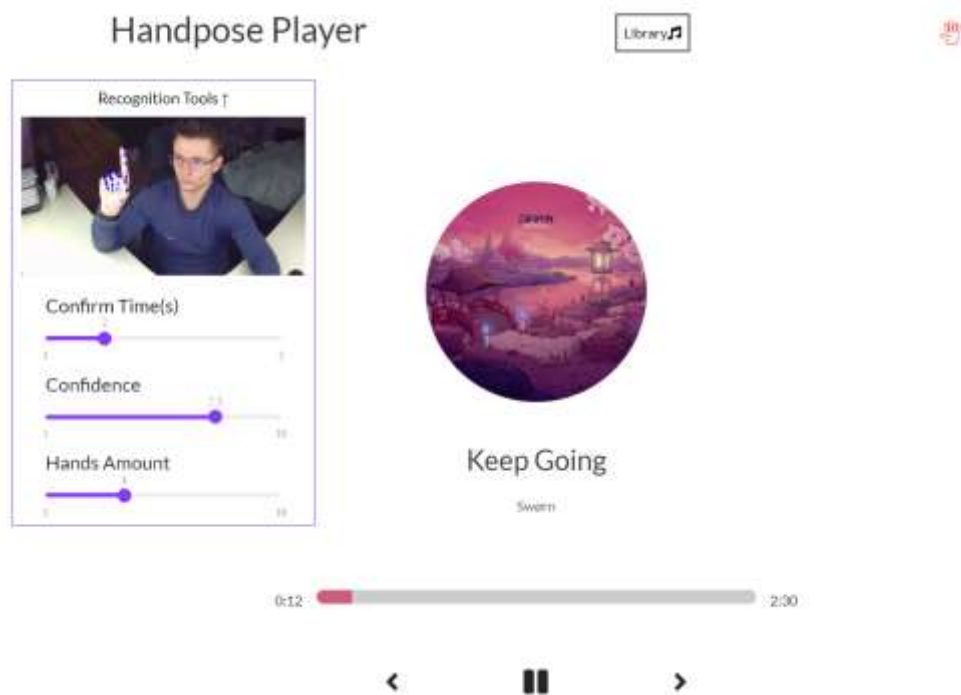 Handpose Player
Library
Recognition Tools ↑
Confirm Time(s)
Confidence
Hands Amount
Keep Going
Swørn
0:12
2:30